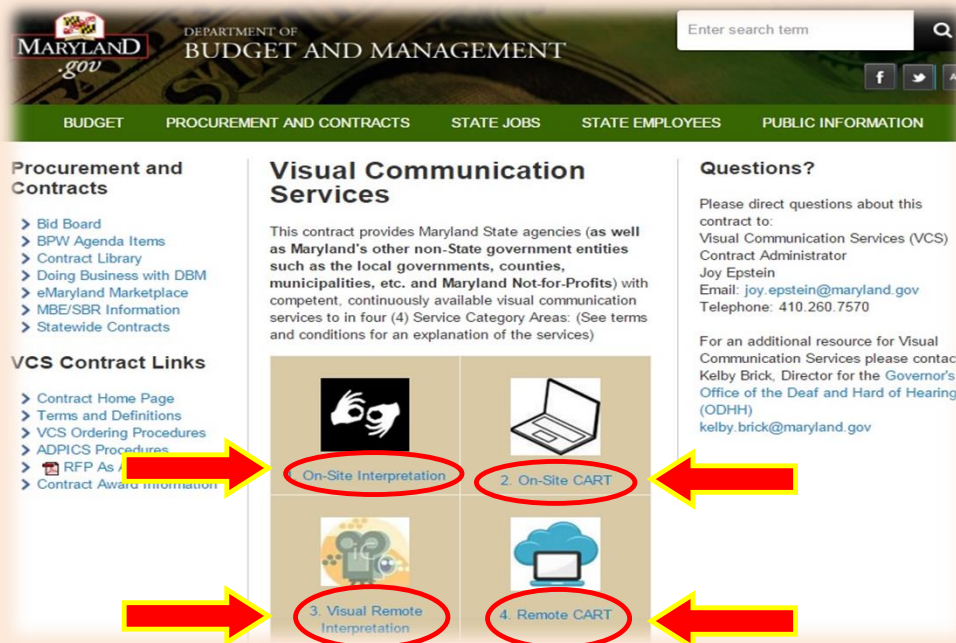 MARYLAND
.gov
DEPARTMENT OF
BUDGET AND MANAGEMENT
Enter search term
f
BUDGET PROCUREMENT AND CONTRACTS STATE JOBS STATE EMPLOYEES PUBLIC INFORMATION
Procurement and
Contracts
Bid Board
BPW Agenda Items
Contract Library
Doing Business with DBM
eMaryland Marketplace
MBE/SBR Information
Statewide Contracts
VCS Contract Links
Contract Home Page
Terms and Definitions
VCS Ordering Procedures
ADPICS Procedures
RFP As
Contract Award Information
Visual Communication
Services
This contract provides Maryland State agencies (as well
as Maryland's other non-State government entities
such as the local governments, counties,
municipalities, etc. and Maryland Not-for-Profits) with
competent, continuously available visual communication
services to in four (4) Service Category Areas: (See terms
and conditions for an explanation of the services)
1. On-Site Interpretation
2. On-Site CART
3. Visual Remote
Interpretation
4. Remote CART
Questions?
Please direct questions about this
contract to:
Visual Communication Services (VCS)
Contract Administrator
Joy Epstein
Email: joy.epstein@maryland.gov
Telephone: 410.260.7570
For an additional resource for Visual
Communication Services please contac
Kelby Brick, Director for the Governor's
Office of the Deaf and Hard of Hearing
(ODHH)
kelby.brick@maryland.gov